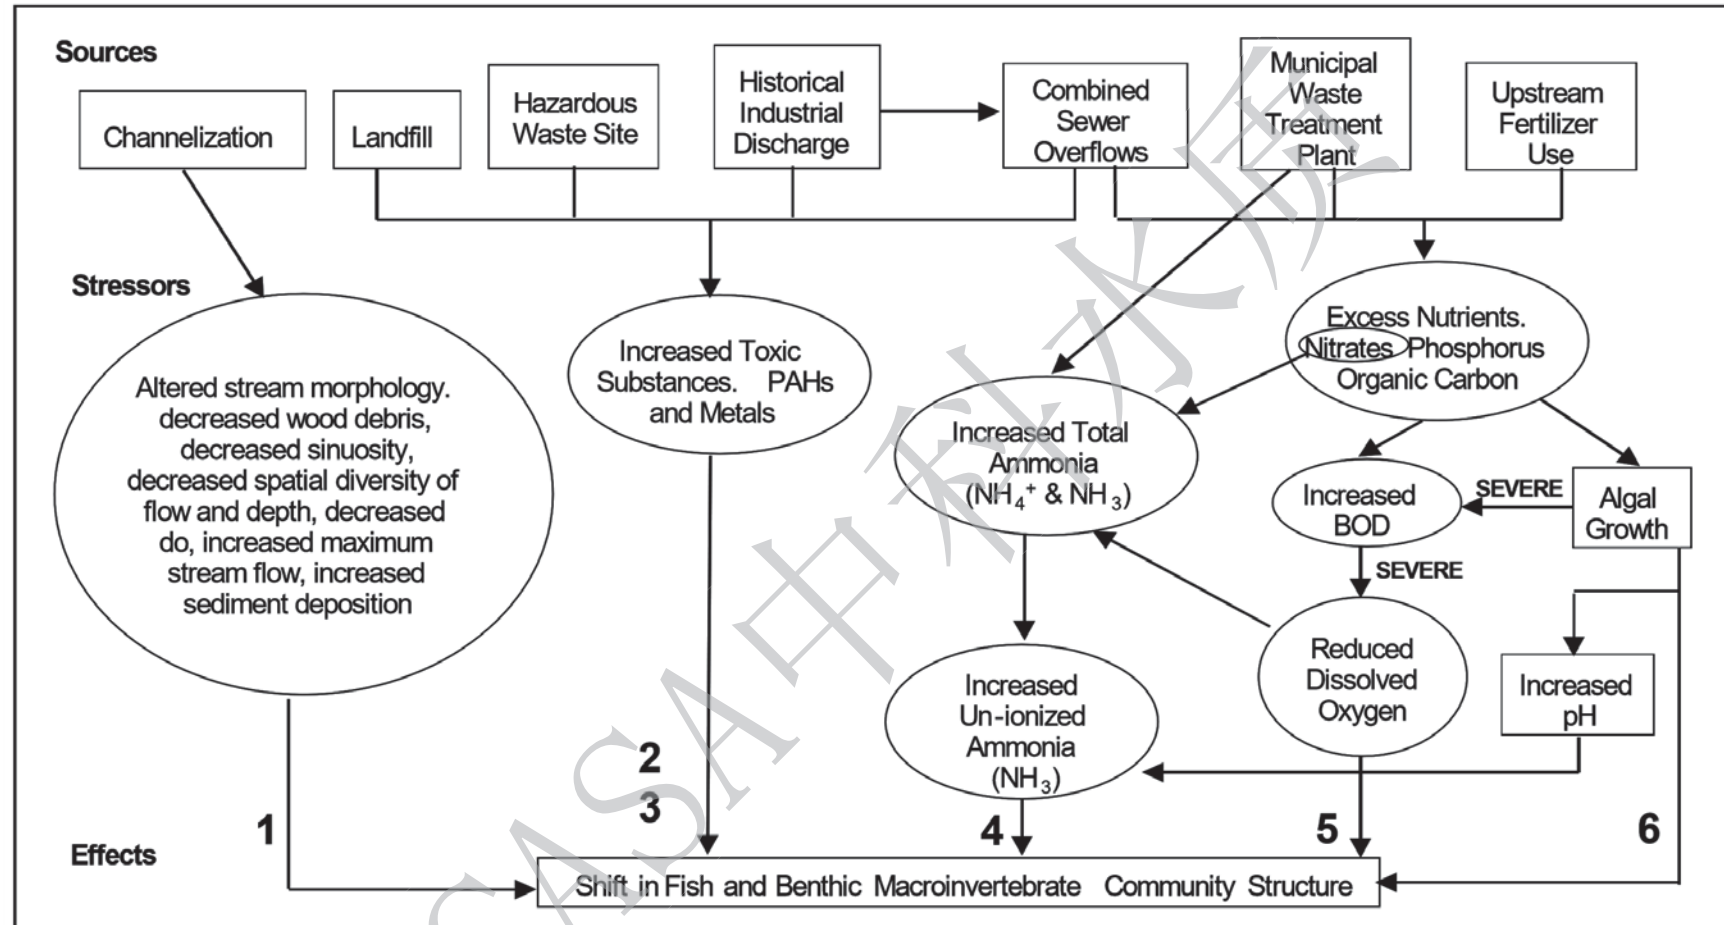 Sources
Channelization
Landfill
Hazardous
Waste Site
Historical
Industrial
Discharge
Combined
Sewer
Overflows
Municipal
Waste
Treatment
Plant
Upstream
Fertilizer
Use
Stressors
Altered stream morphology.
decreased wood debris,
decreased sinuosity,
decreased spatial diversity of
flow and depth, decreased
do, increased maximum
stream flow, increased
sediment deposition
Increased Toxic
Substances. PAHs
and Metals
Increased Total
Ammonia
(NH₄⁺ & NH₃)
Excess Nutrients.
Nitrates Phosphorus
Organic Carbon
Increased
BOD
SEVERE
Algal
Growth
SEVERE
Increased
Un-ionized
Ammonia
(NH₃)
Reduced
Dissolved
Oxygen
Increased
pH
Effects
1
2
3
4
5
6
Shift in Fish and Benthic Macroinvertebrate Community Structure
CASA中科水质